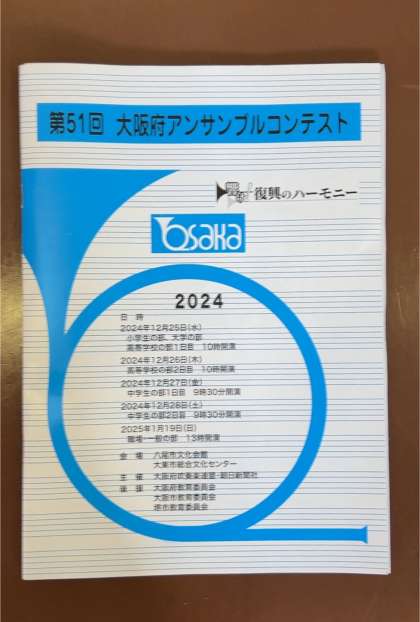 第51回 大阪府アンサンブルコンテスト
復興のハーモニー
Osaka
2024
日 時
2024年12月25日(水)
小学生の部、大学の部
高等学校の部1日目 10時開演
2024年12月26日(木)
高等学校の部2日目 10時開演
2024年12月27日(金)
中学生の部1日目 9時30分開演
2024年12月28日(土)
中学生の部2日目 9時30分開演
2025年1月19日(日)
職場・一般の部 13時開演
会 場 八尾市文化会館
大東市総合文化センター
主 催 大阪府吹奏楽連盟・朝日新聞社
後 援 大阪府教育委員会
大阪市教育委員会
堺市教育委員会